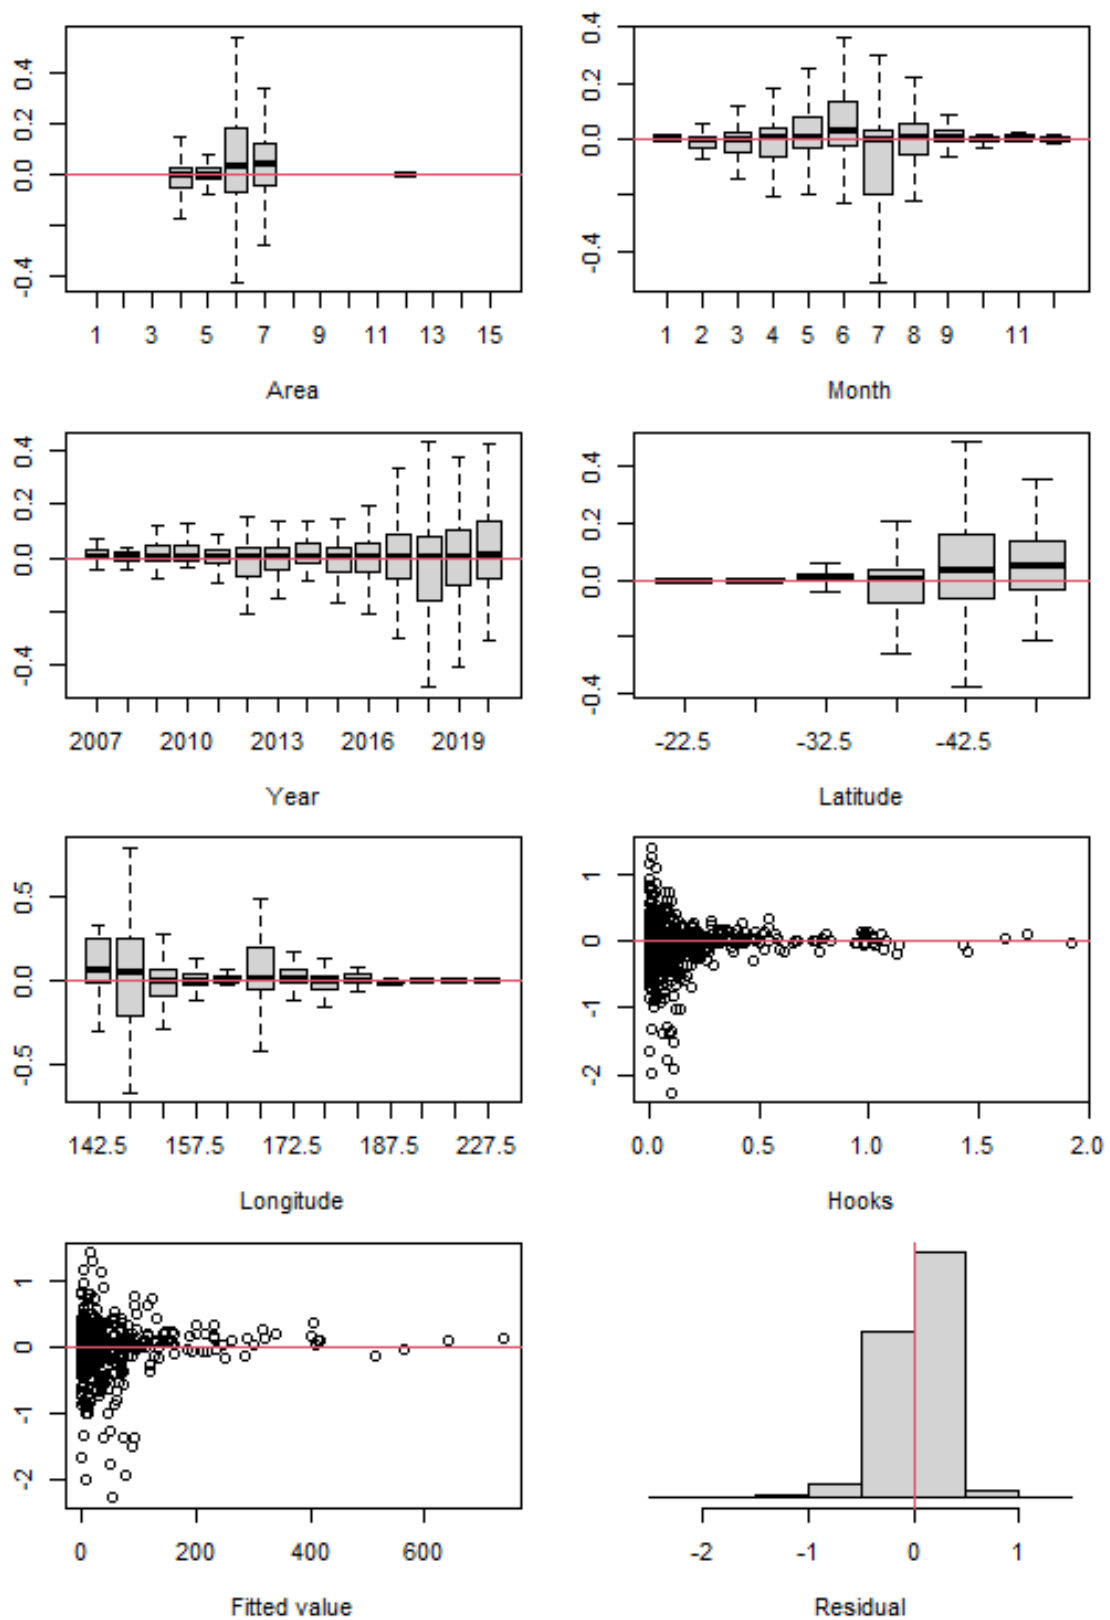 0.4
0.2
0.0
-0.4
1 3 5 7 9 11 13 15
Area
0.4
0.2
0.0
-0.4
1 2 3 4 5 6 7 8 9 11
Month
0.4
0.2
0.0
-0.4
2007 2010 2013 2016 2019
Year
0.4
0.2
0.0
-0.4
-22.5 -32.5 -42.5
Latitude
0.5
0.0
-0.5
142.5 157.5 172.5 187.5 227.5
Longitude
1
0
-1
-2
0.0 0.5 1.0 1.5 2.0
Hooks
1
0
-1
-2
0 200 400 600
Fitted value
-2 -1 0 1
Residual